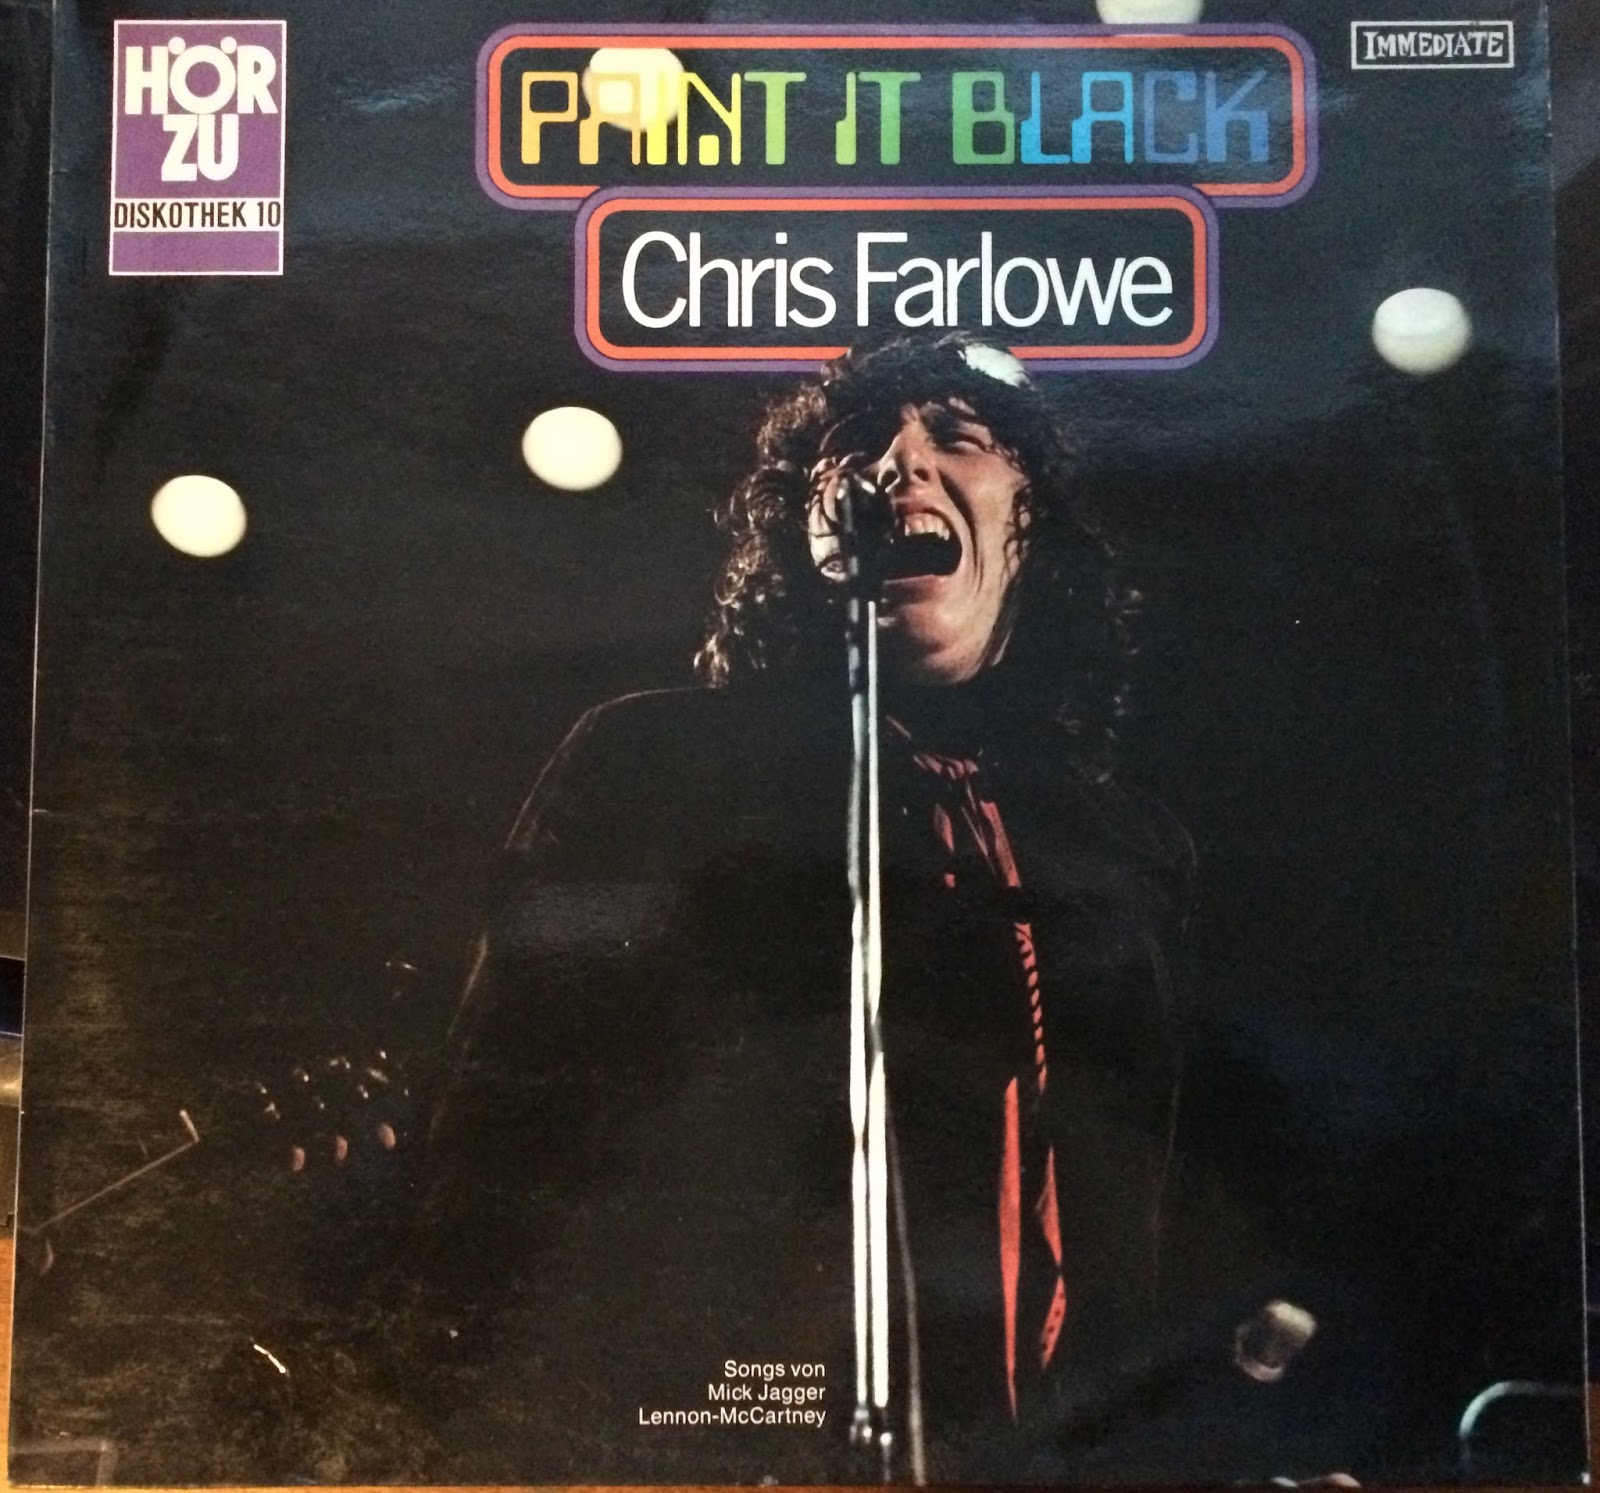 HÖR
ZU
DISKOTHEK 10
PAINT IT BLACK
IMMEDIATE
Chris Farlowe
Songs von
Mick Jagger
Lennon-McCartney